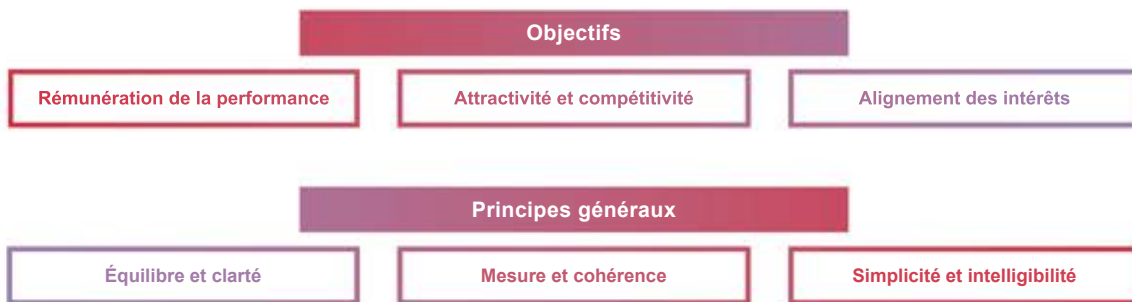 Objectifs
Rémunération de la performance
Attractivité et compétitivité
Alignement des intérêts
Principes généraux
Équilibre et clarté
Mesure et cohérence
Simplicité et intelligibilité